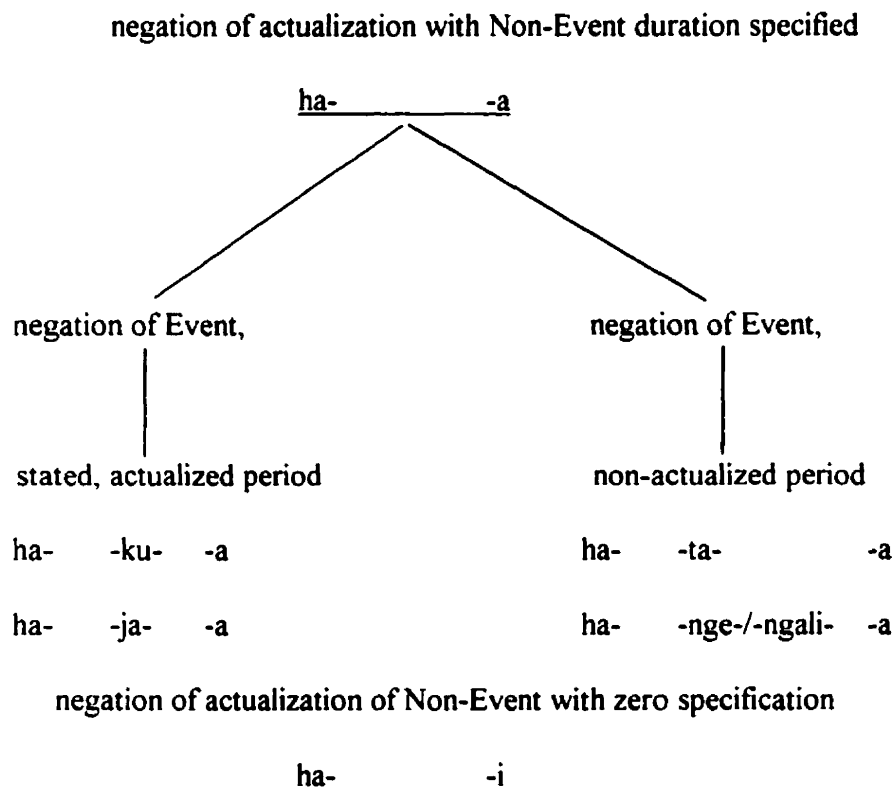 negation of actualization with Non-Event duration specified
ha- -a
negation of Event, negation of Event,
stated, actualized period non-actualized period
ha- -ku- -a ha- -ta- -a
ha- -ja- -a ha- -nge-/-ngali- -a
negation of actualization of Non-Event with zero specification
ha- -i